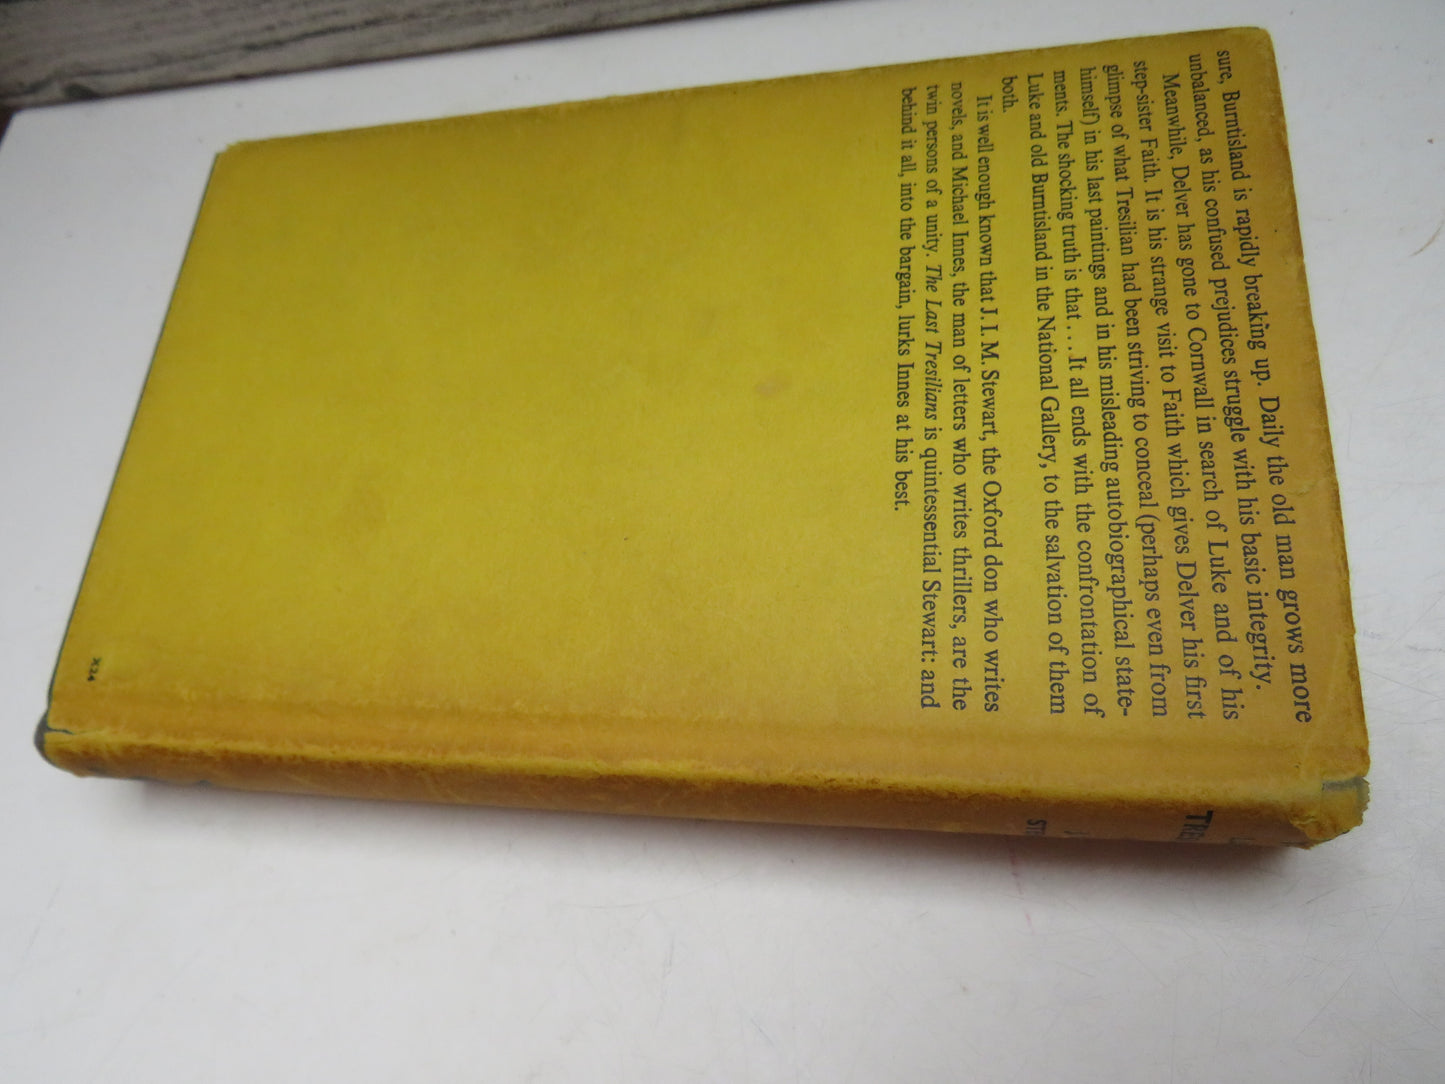 sure, Burntisland is rapidly breaking up. Daily the old man grows more
unbalanced, as his confused prejudices struggle with his basic integrity.
Meanwhile, Delver has gone to Cornwall in search of Luke and of his
step-sister Faith. It is his strange visit to Faith which gives Delver his first
glimpse of what Tresilian had been striving to conceal (perhaps even from
himself) in his last paintings and in his misleading autobiographical state-
ments. The shocking truth is that . . . It all ends with the confrontation of
Luke and old Burntisland in the National Gallery, to the salvation of them
both.
It is well enough known that J. I. M. Stewart, the Oxford don who writes
novels, and Michael Innes, the man of letters who writes thrillers, are the
twin persons of a unity. The Last Tresilians is quintessential Stewart: and
behind it all, into the bargain, lurks Innes at his best.
X24
TRE
ST